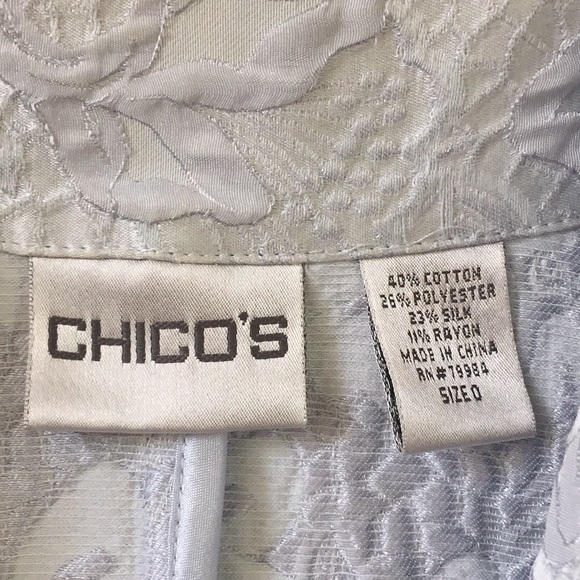 CHICO'S
40% COTTON
26% POLYESTER
23% SILK
11% RAYON
MADE IN CHINA
RN#79984
SIZE 0